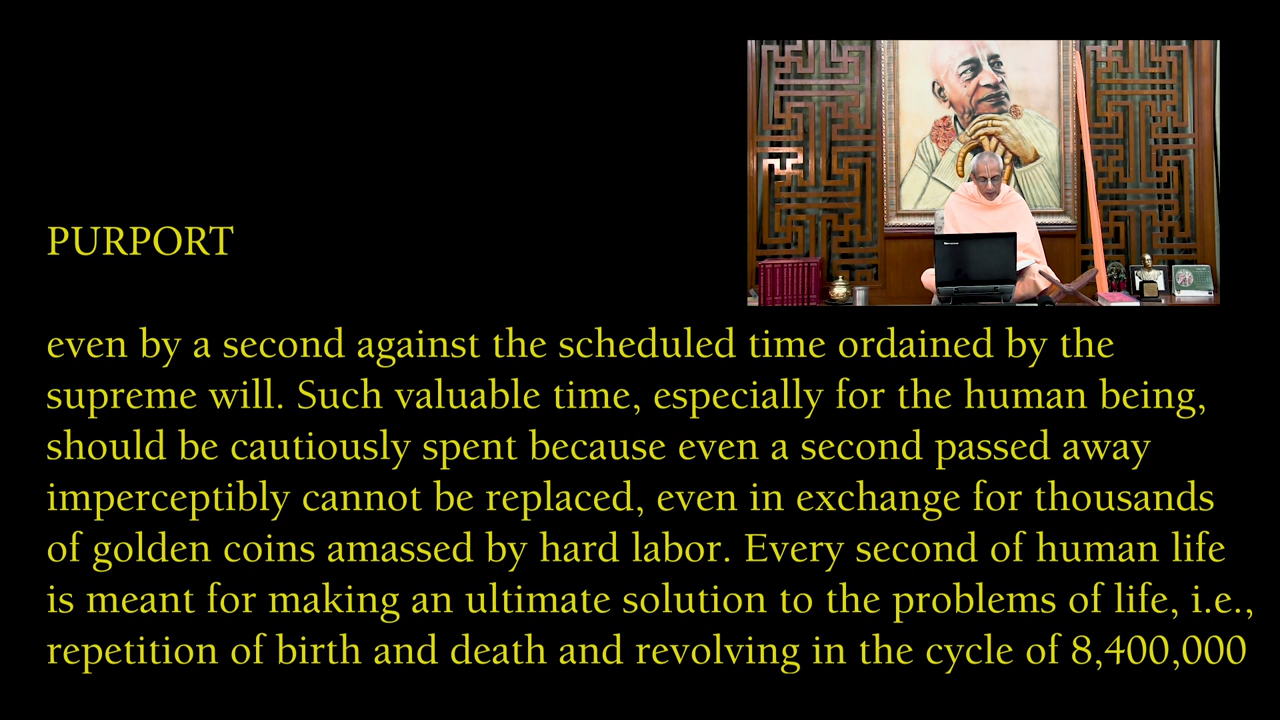 PURPORT
even by a second against the scheduled time ordained by the
supreme will. Such valuable time, especially for the human being,
should be cautiously spent because even a second passed away
imperceptibly cannot be replaced, even in exchange for thousands
of golden coins amassed by hard labor. Every second of human life
is meant for making an ultimate solution to the problems of life, i.e.,
repetition of birth and death and revolving in the cycle of 8,400,000